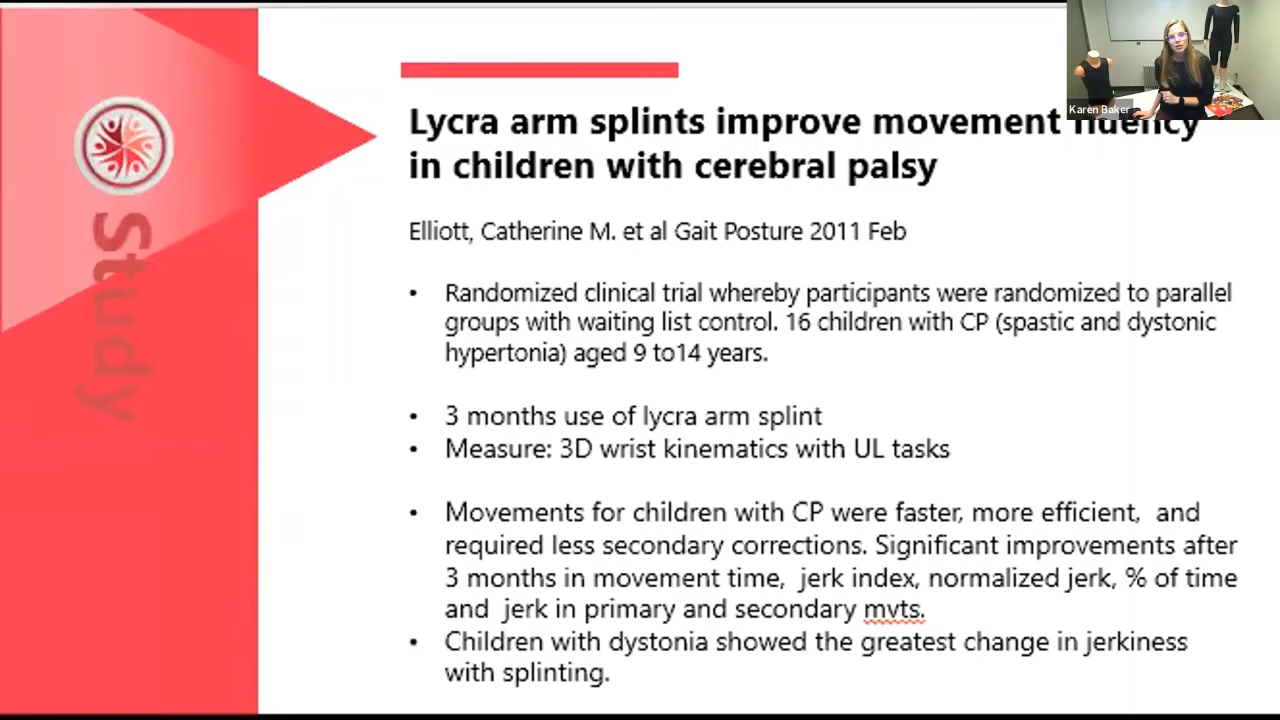 Karen Baker
Study
Lycra arm splints improve movement fluency
in children with cerebral palsy
Elliott, Catherine M. et al Gait Posture 2011 Feb
• Randomized clinical trial whereby participants were randomized to parallel
groups with waiting list control. 16 children with CP (spastic and dystonic
hypertonia) aged 9 to14 years.
• 3 months use of lycra arm splint
• Measure: 3D wrist kinematics with UL tasks
• Movements for children with CP were faster, more efficient, and
required less secondary corrections. Significant improvements after
3 months in movement time, jerk index, normalized jerk, % of time
and jerk in primary and secondary mvts.
• Children with dystonia showed the greatest change in jerkiness
with splinting.